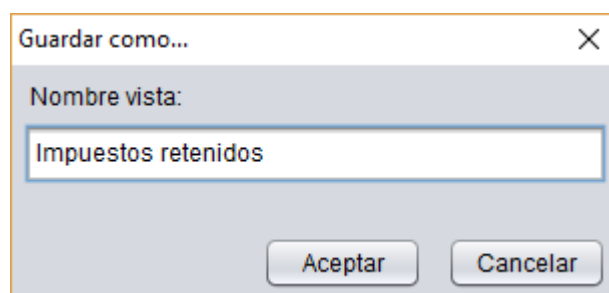 Guardar como...
Nombre vista:
Impuestos retenidos
Aceptar Cancelar